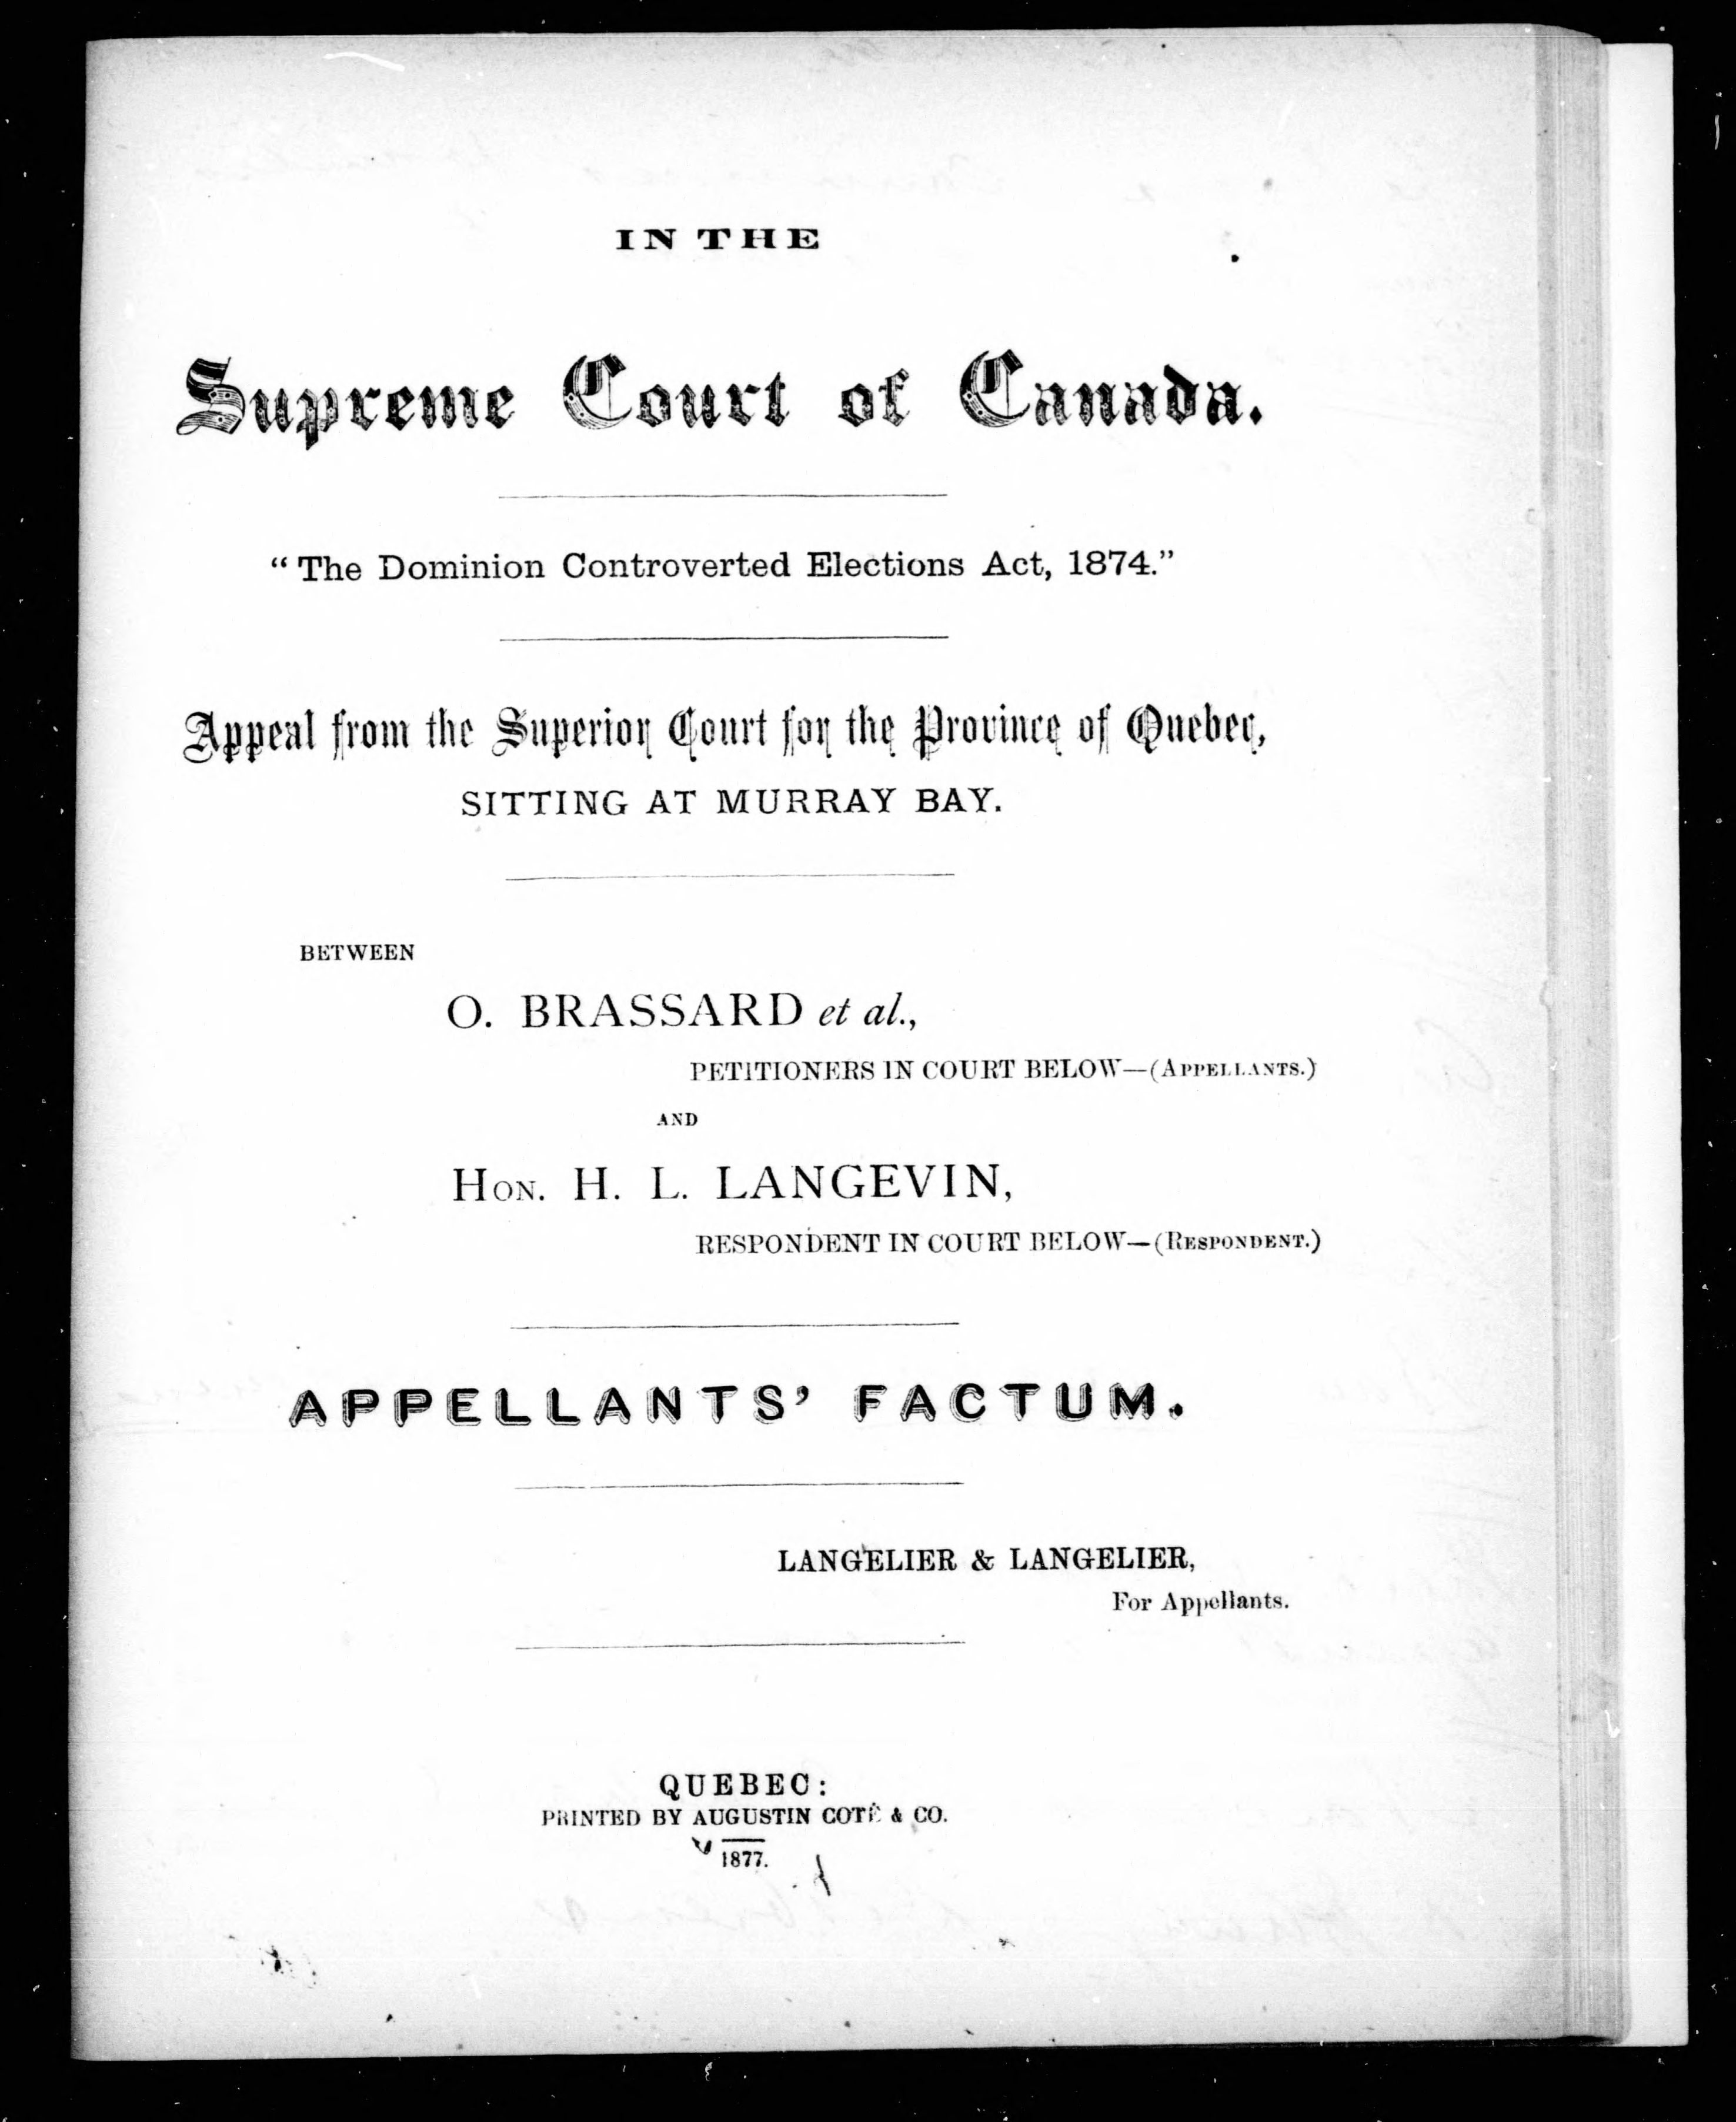 IN THE
Supreme Court of Canada.
“The Dominion Controverted Elections Act, 1874.”
Appeal from the Superior Court for the Province of Quebec,
SITTING AT MURRAY BAY.
BETWEEN
O. BRASSARD et al.,
PETITIONERS IN COURT BELOW—(APPELLANTS.)
AND
HON. H. L. LANGEVIN,
RESPONDENT IN COURT BELOW—(RESPONDENT.)
APPELLANTS’ FACTUM.
LANGELIER & LANGELIER,
For Appellants.
QUEBEC:
PRINTED BY AUGUSTIN COTÉ & CO.
1877.